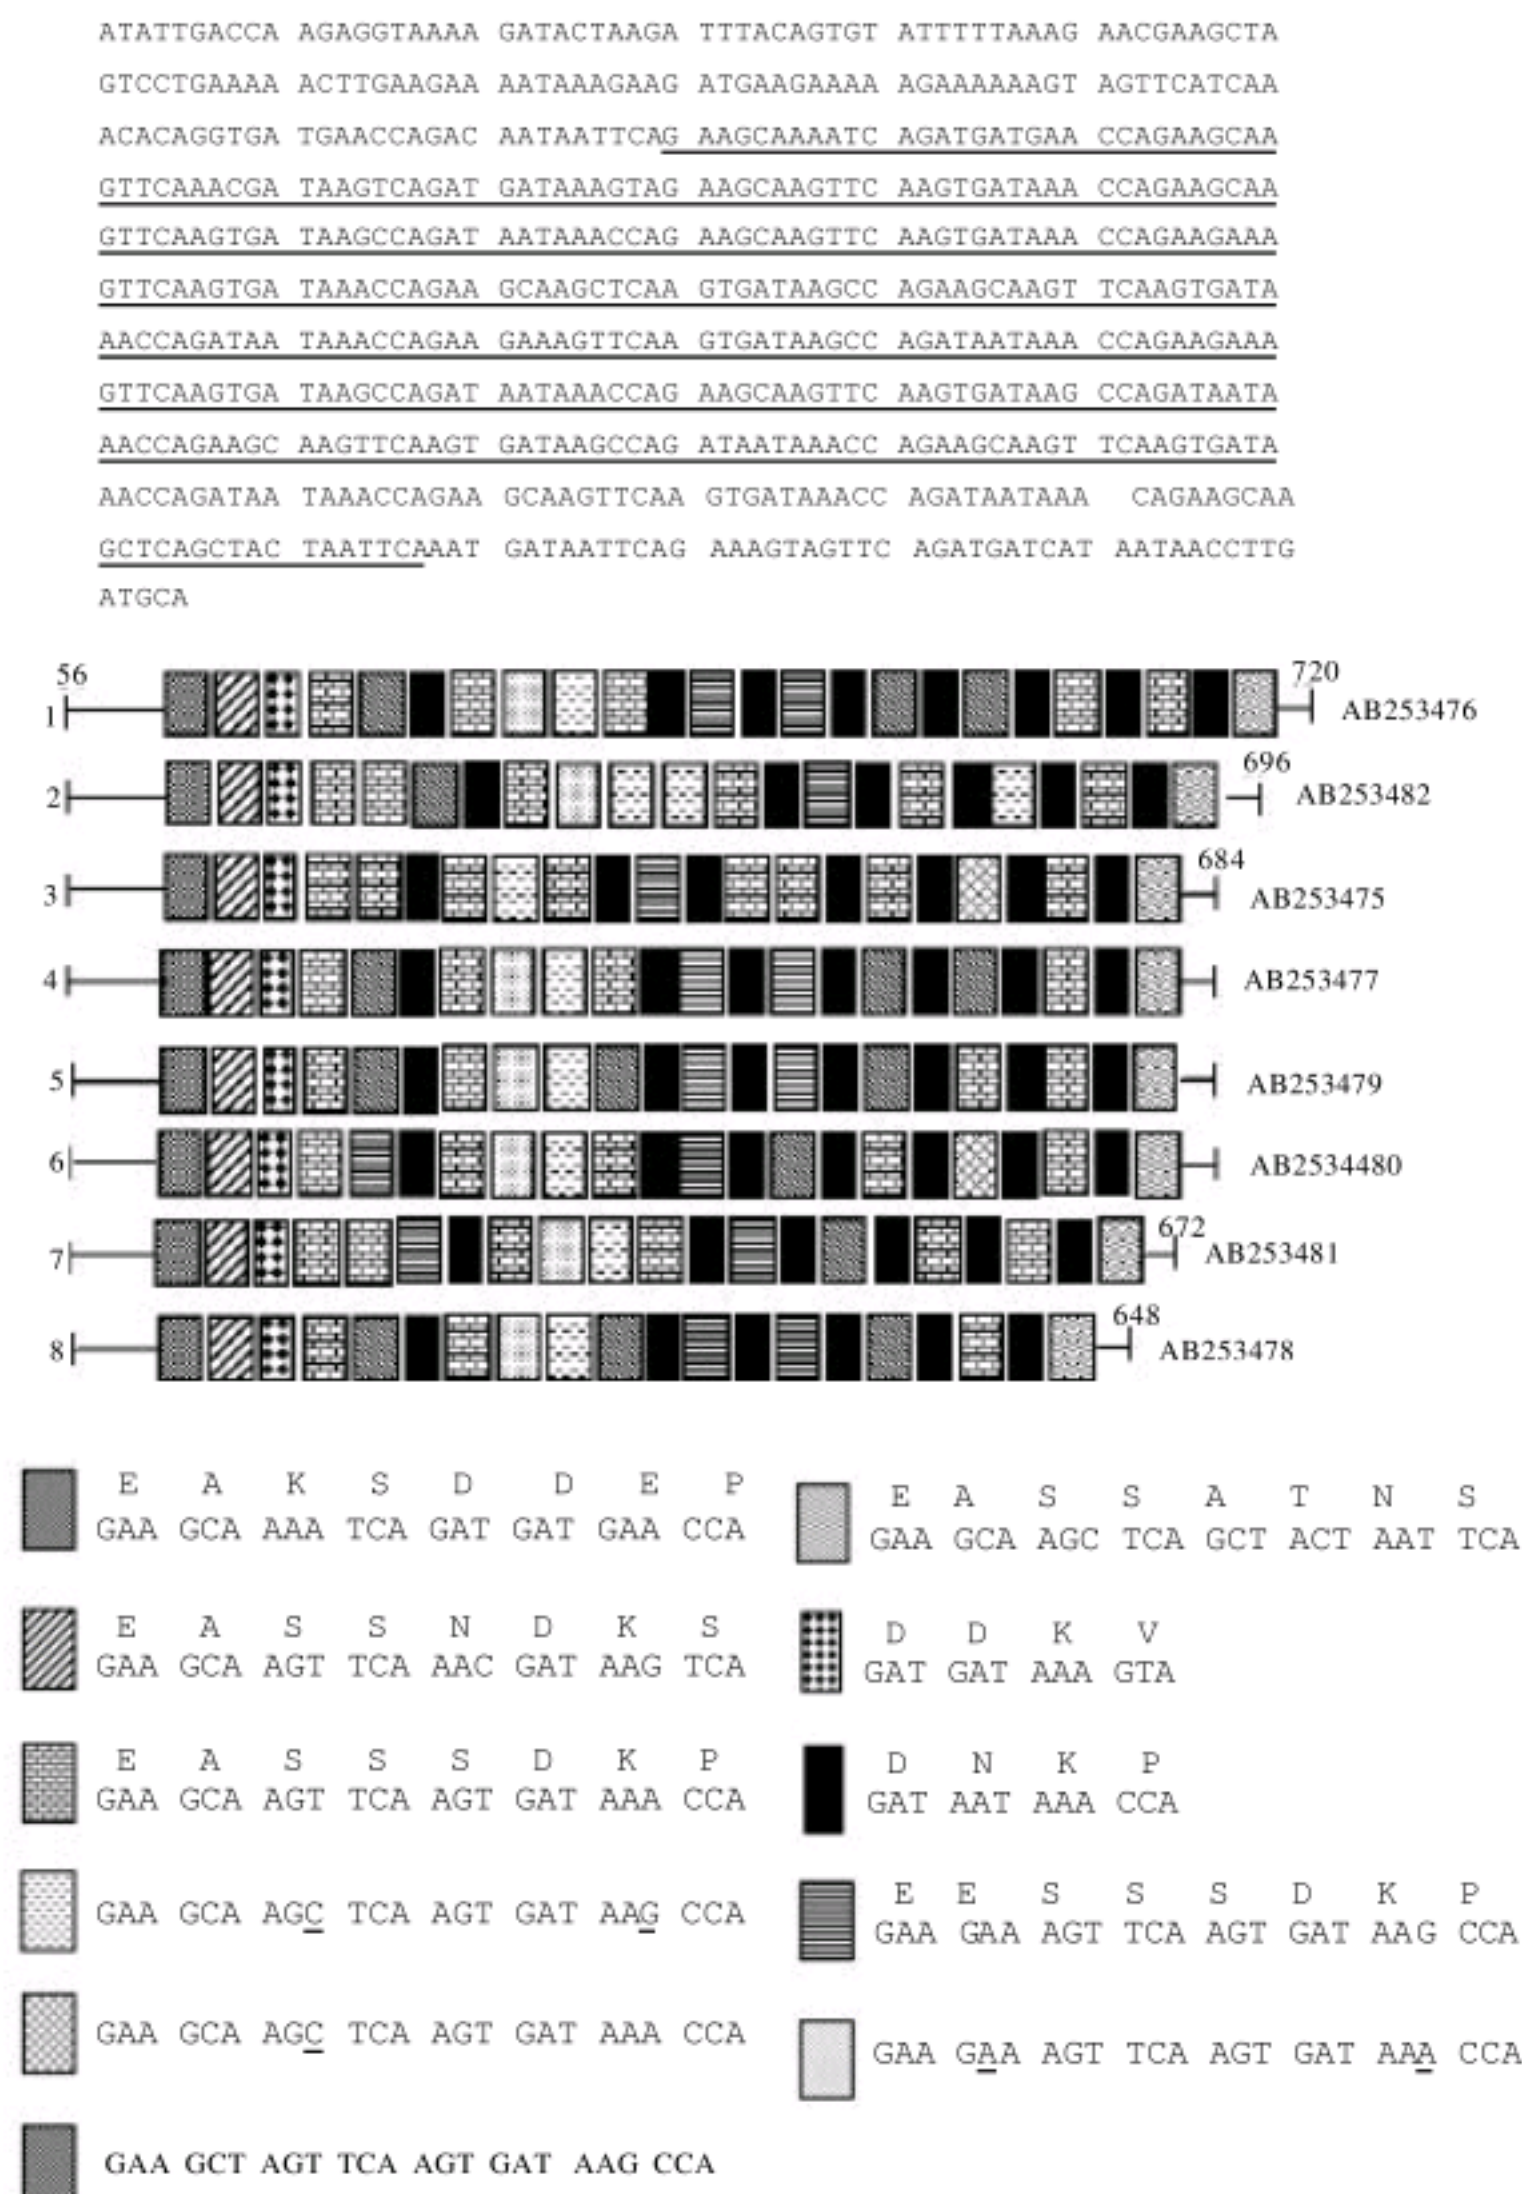 ATATTGACCA AGAGGTAAAA GATACTAAGA TTTACAGTGT ATTTTTAAAG AACGAAGCTA
GTCCTGAAAA ACTTGAAGAA AATAAAGAAG ATGAAGAAAA AGAAAAAAGT AGTTCATCAA
ACACAGGTGA TGAACCAGAC AATAATTCAG AAGCAAAATC AGATGATGAA CCAGAAGCAA
GTTCAAACGA TAAGTCAGAT GATAAAGTAG AAGCAAGTTC AAGTGATAAA CCAGAAGCAA
GTTCAAGTGA TAAGCCAGAT AATAAACCAG AAGCAAGTTC AAGTGATAAA CCAGAAGAAA
GTTCAAGTGA TAAACCAGAA GCAAGCTCAA GTGATAAGCC AGAAGCAAGT TCAAGTGATA
AACCAGATAA TAAACCAGAA GAAAGTTCAA GTGATAAGCC AGATAATAAA CCAGAAGAAA
GTTCAAGTGA TAAGCCAGAT AATAAACCAG AAGCAAGTTC AAGTGATAAG CCAGATAATA
AACCAGAAGC AAGTTCAAGT GATAAGCCAG ATAATAAACC AGAAGCAAGT TCAAGTGATA
AACCAGATAA TAAACCAGAA GCAAGTTCAA GTGATAAACC AGATAATAAA CAGAAGCAA
GCTCAGCTAC TAATTCAAAT GATAATTCAG AAAGTAGTTC AGATGATCAT AATAACCTTG
ATGCA
56 720
1 AB253476
696
2 AB253482
684
3 AB253475
4 AB253477
5 AB253479
6 AB2534480
672
7 AB253481
648
8 AB253478
E A K S D D E P
GAA GCA AAA TCA GAT GAT GAA CCA
E A S S A T N S
GAA GCA AGC TCA GCT ACT AAT TCA
E A S S N D K S
GAA GCA AGT TCA AAC GAT AAG TCA
D D K V
GAT GAT AAA GTA
E A S S S D K P
GAA GCA AGT TCA AGT GAT AAA CCA
D N K P
GAT AAT AAA CCA
GAA GCA AGC TCA AGT GAT AAG CCA
E E S S S D K P
GAA GAA AGT TCA AGT GAT AAG CCA
GAA GCA AGC TCA AGT GAT AAA CCA
GAA GAA AGT TCA AGT GAT AAA CCA
GAA GCT AGT TCA AGT GAT AAG CCA